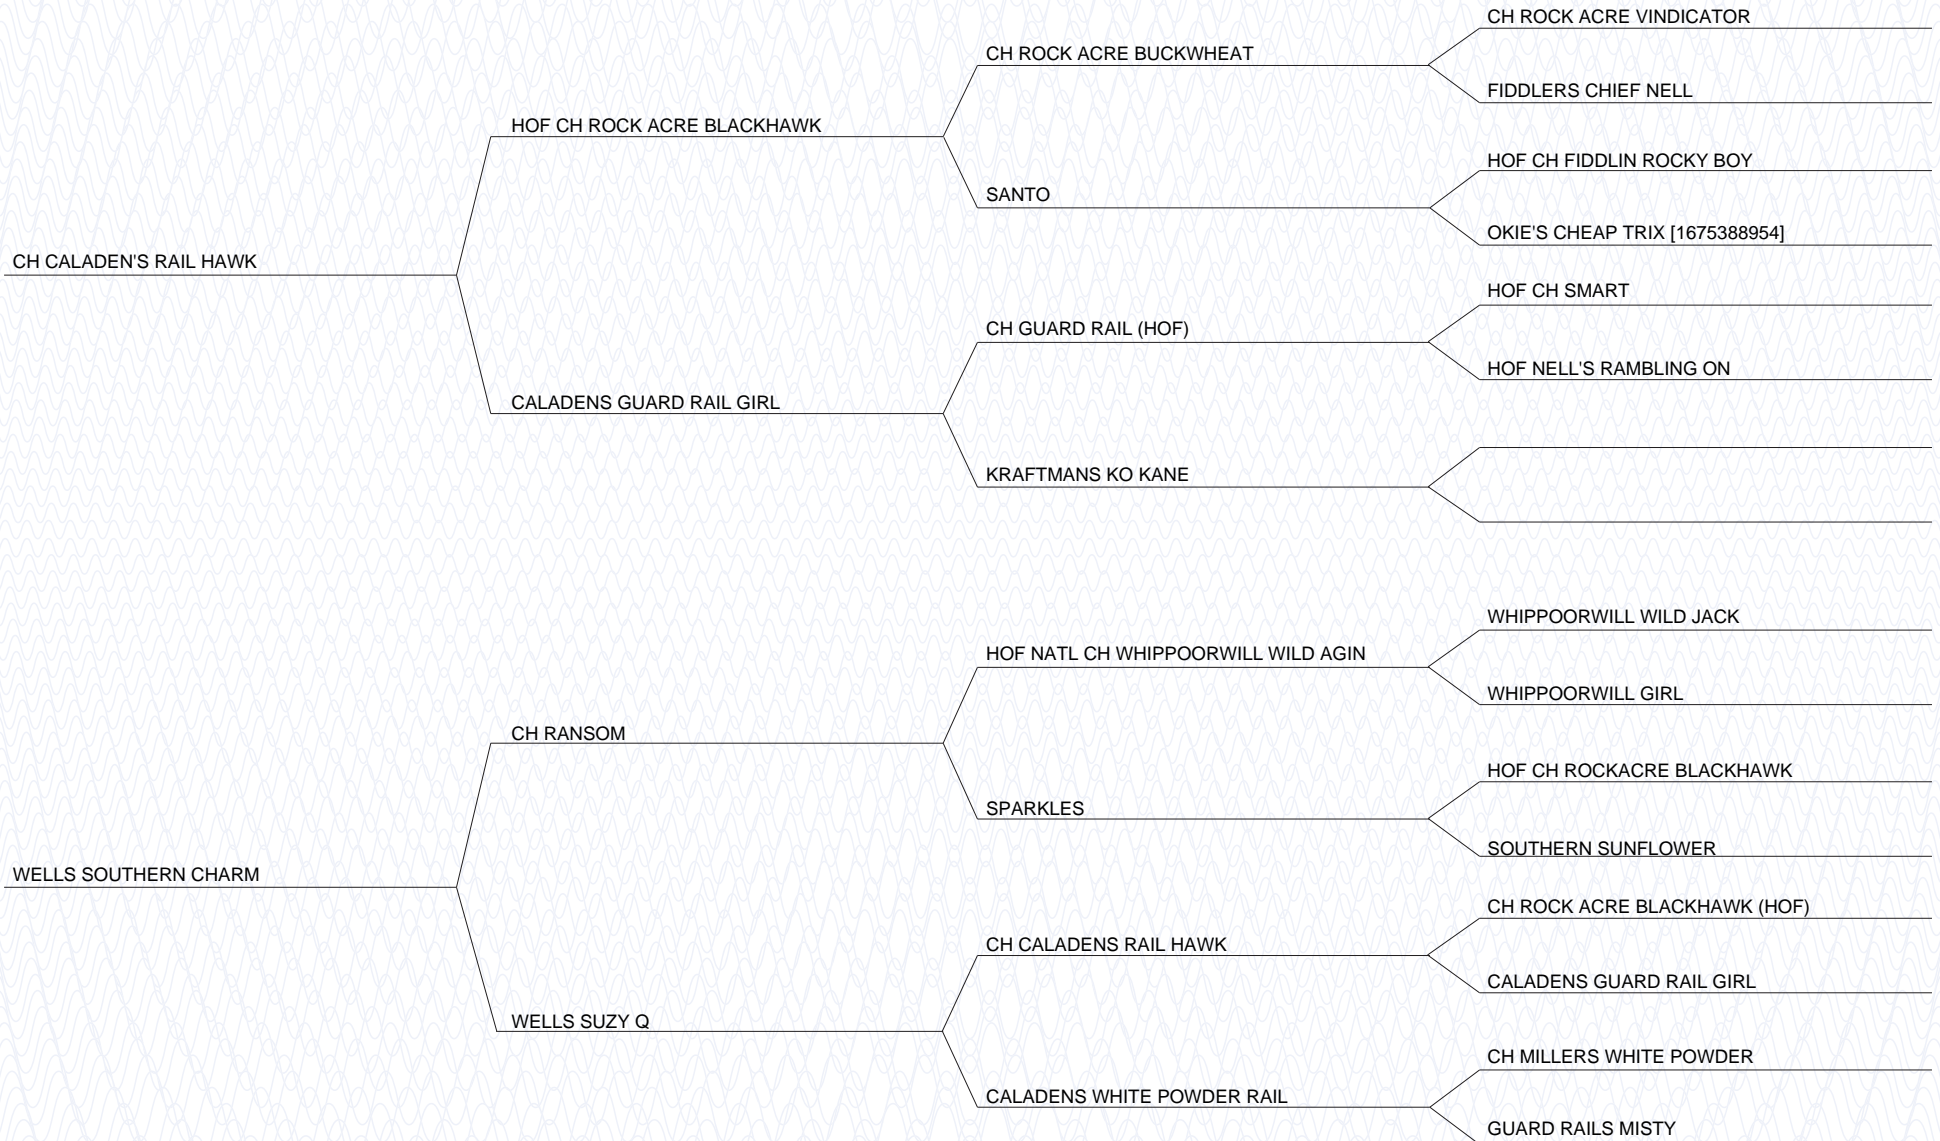 CH ROCK ACRE VINDICATOR
CH ROCK ACRE BUCKWHEAT
FIDDLERS CHIEF NELL
HOF CH ROCK ACRE BLACKHAWK
HOF CH FIDDLIN ROCKY BOY
SANTO
OKIE'S CHEAP TRIX [1675388954]
CH CALADEN'S RAIL HAWK
HOF CH SMART
CH GUARD RAIL (HOF)
HOF NELL'S RAMBLING ON
CALADENS GUARD RAIL GIRL
KRAFTMANS KO KANE
WHIPPOORWILL WILD JACK
HOF NATL CH WHIPPOORWILL WILD AGIN
WHIPPOORWILL GIRL
CH RANSOM
HOF CH ROCKACRE BLACKHAWK
SPARKLES
SOUTHERN SUNFLOWER
WELLS SOUTHERN CHARM
CH ROCK ACRE BLACKHAWK (HOF)
CH CALADENS RAIL HAWK
CALADENS GUARD RAIL GIRL
WELLS SUZY Q
CH MILLERS WHITE POWDER
CALADENS WHITE POWDER RAIL
GUARD RAILS MISTY